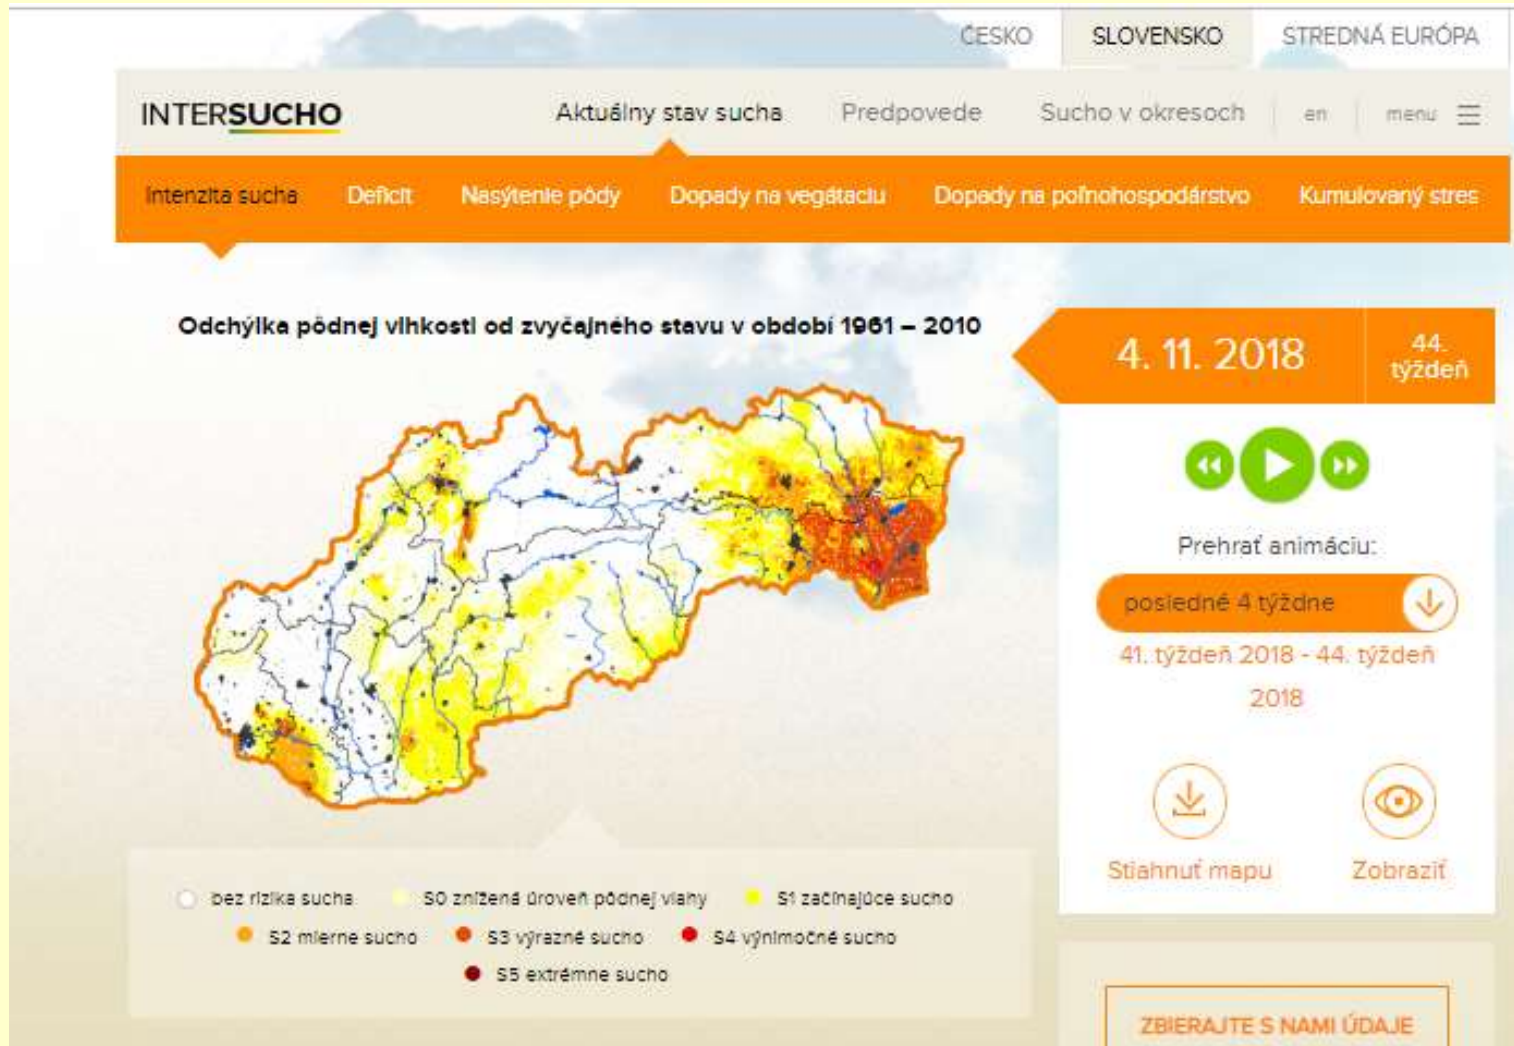 ČESKO SLOVENSKO STREDNÁ EURÓPA
INTERSUCHO Aktuálny stav sucha Predpovede Sucho v okresoch en menu
Intenzita sucha Deficit Nasýtenie pôdy Dopady na vegátaciu Dopady na poľnohospodárstvo Kumulovaný stres
Odchýlka pôdnej vlhkosti od zvyčajného stavu v období 1961 – 2010
4. 11. 2018
44.
týždeň
Prehrať animáciu:
posledné 4 týždne
41. týždeň 2018 - 44. týždeň
2018
Stiahnuť mapu Zobraziť
bez rizika sucha S0 znížená úroveň pôdnej vlahy S1 začínajúce sucho
S2 mierne sucho S3 výrazné sucho S4 výnimočné sucho
S5 extrémne sucho
ZBIERAJTE S NAMI ÚDAJE